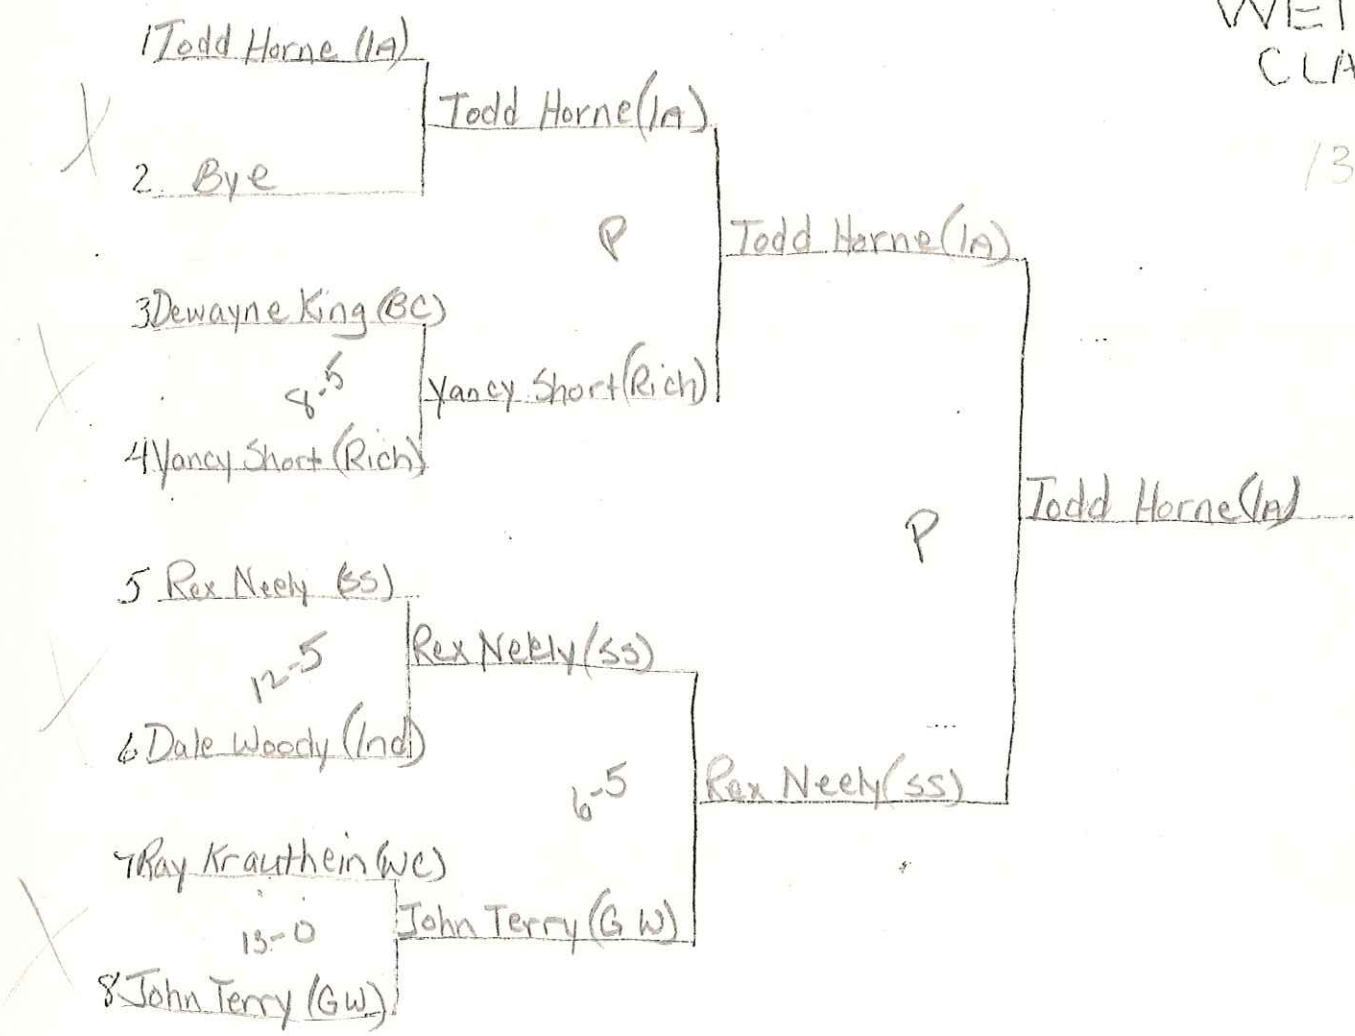 WEI
CLA
13
1 Todd Horne (IA)
Todd Horne (IA)
2. Bye
P
Todd Horne (IA)
3 Dewayne King (BC)
8-5
Yancy Short (Rich)
4 Yancy Short (Rich)
Todd Horne (IA)
P
5 Rex Neely (SS)
12-5
Rex Neely (SS)
6 Dale Woody (Ind)
6-5
Rex Neely (SS)
7 Ray Krauthein (WC)
13-0
John Terry (GW)
8 John Terry (GW)